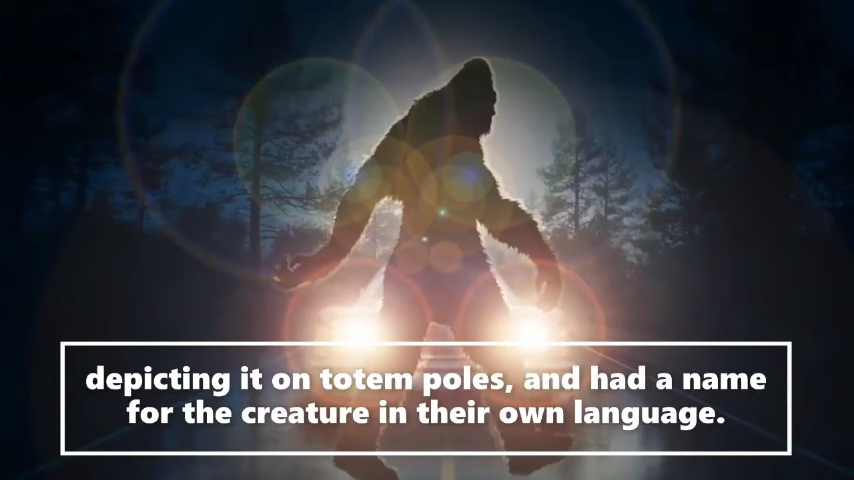 depicting it on totem poles, and had a name
for the creature in their own language.